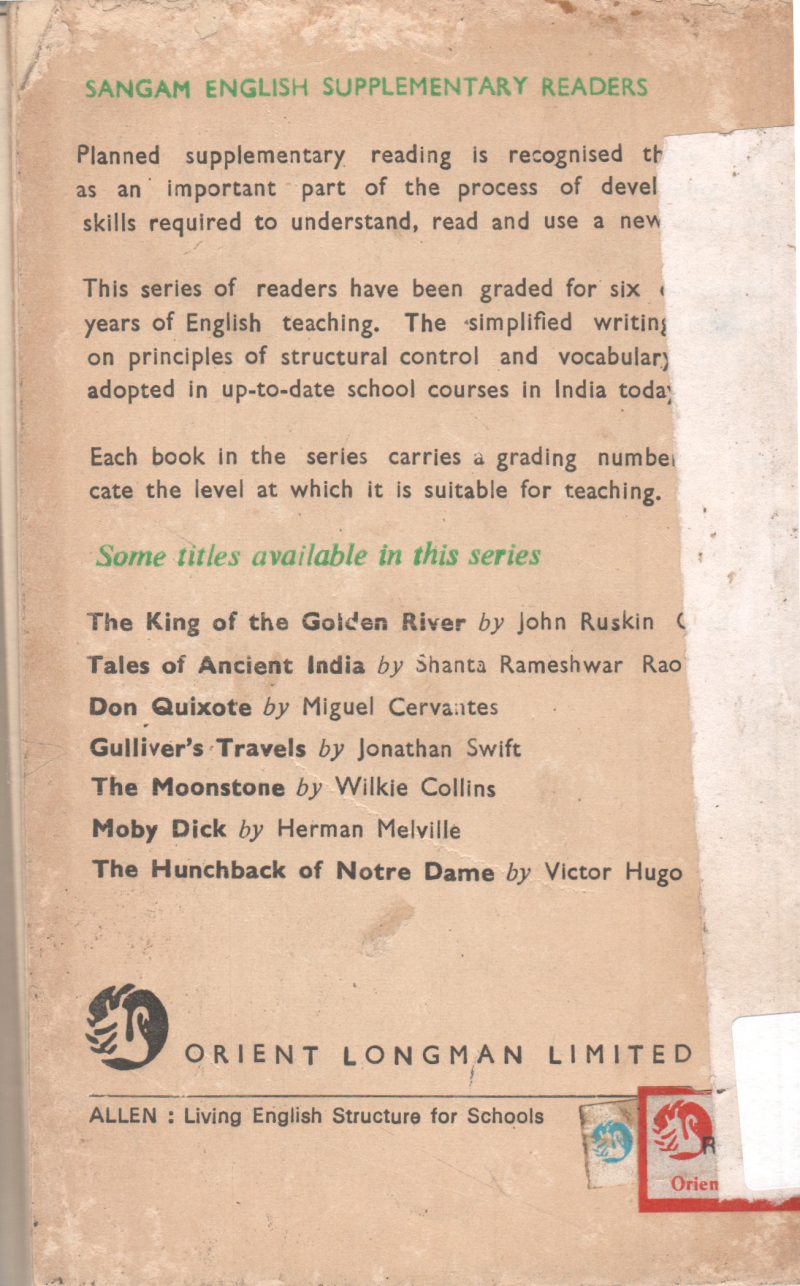 SANGAM ENGLISH SUPPLEMENTARY READERS
Planned supplementary reading is recognised
as an important part of the process of
skills required to understand, read and use a new
This series of readers have been graded for six
years of English teaching. The simplified
on principles of structural control and
adopted in up-to-date school courses in India
Each book in the series carries a grading
cate the level at which it is suitable for teaching.
Some titles available in this series
The King of the Golden River by John Ruskin
Tales of Ancient India by Shanta Rameshwar Rao
Don Quixote by Miguel Cervantes
Gulliver's Travels by Jonathan Swift
The Moonstone by Wilkie Collins
Moby Dick by Herman Melville
The Hunchback of Notre Dame by Victor Hugo
ORIENT LONGMAN LIMITED
ALLEN : Living English Structure for Schools
R
Orien